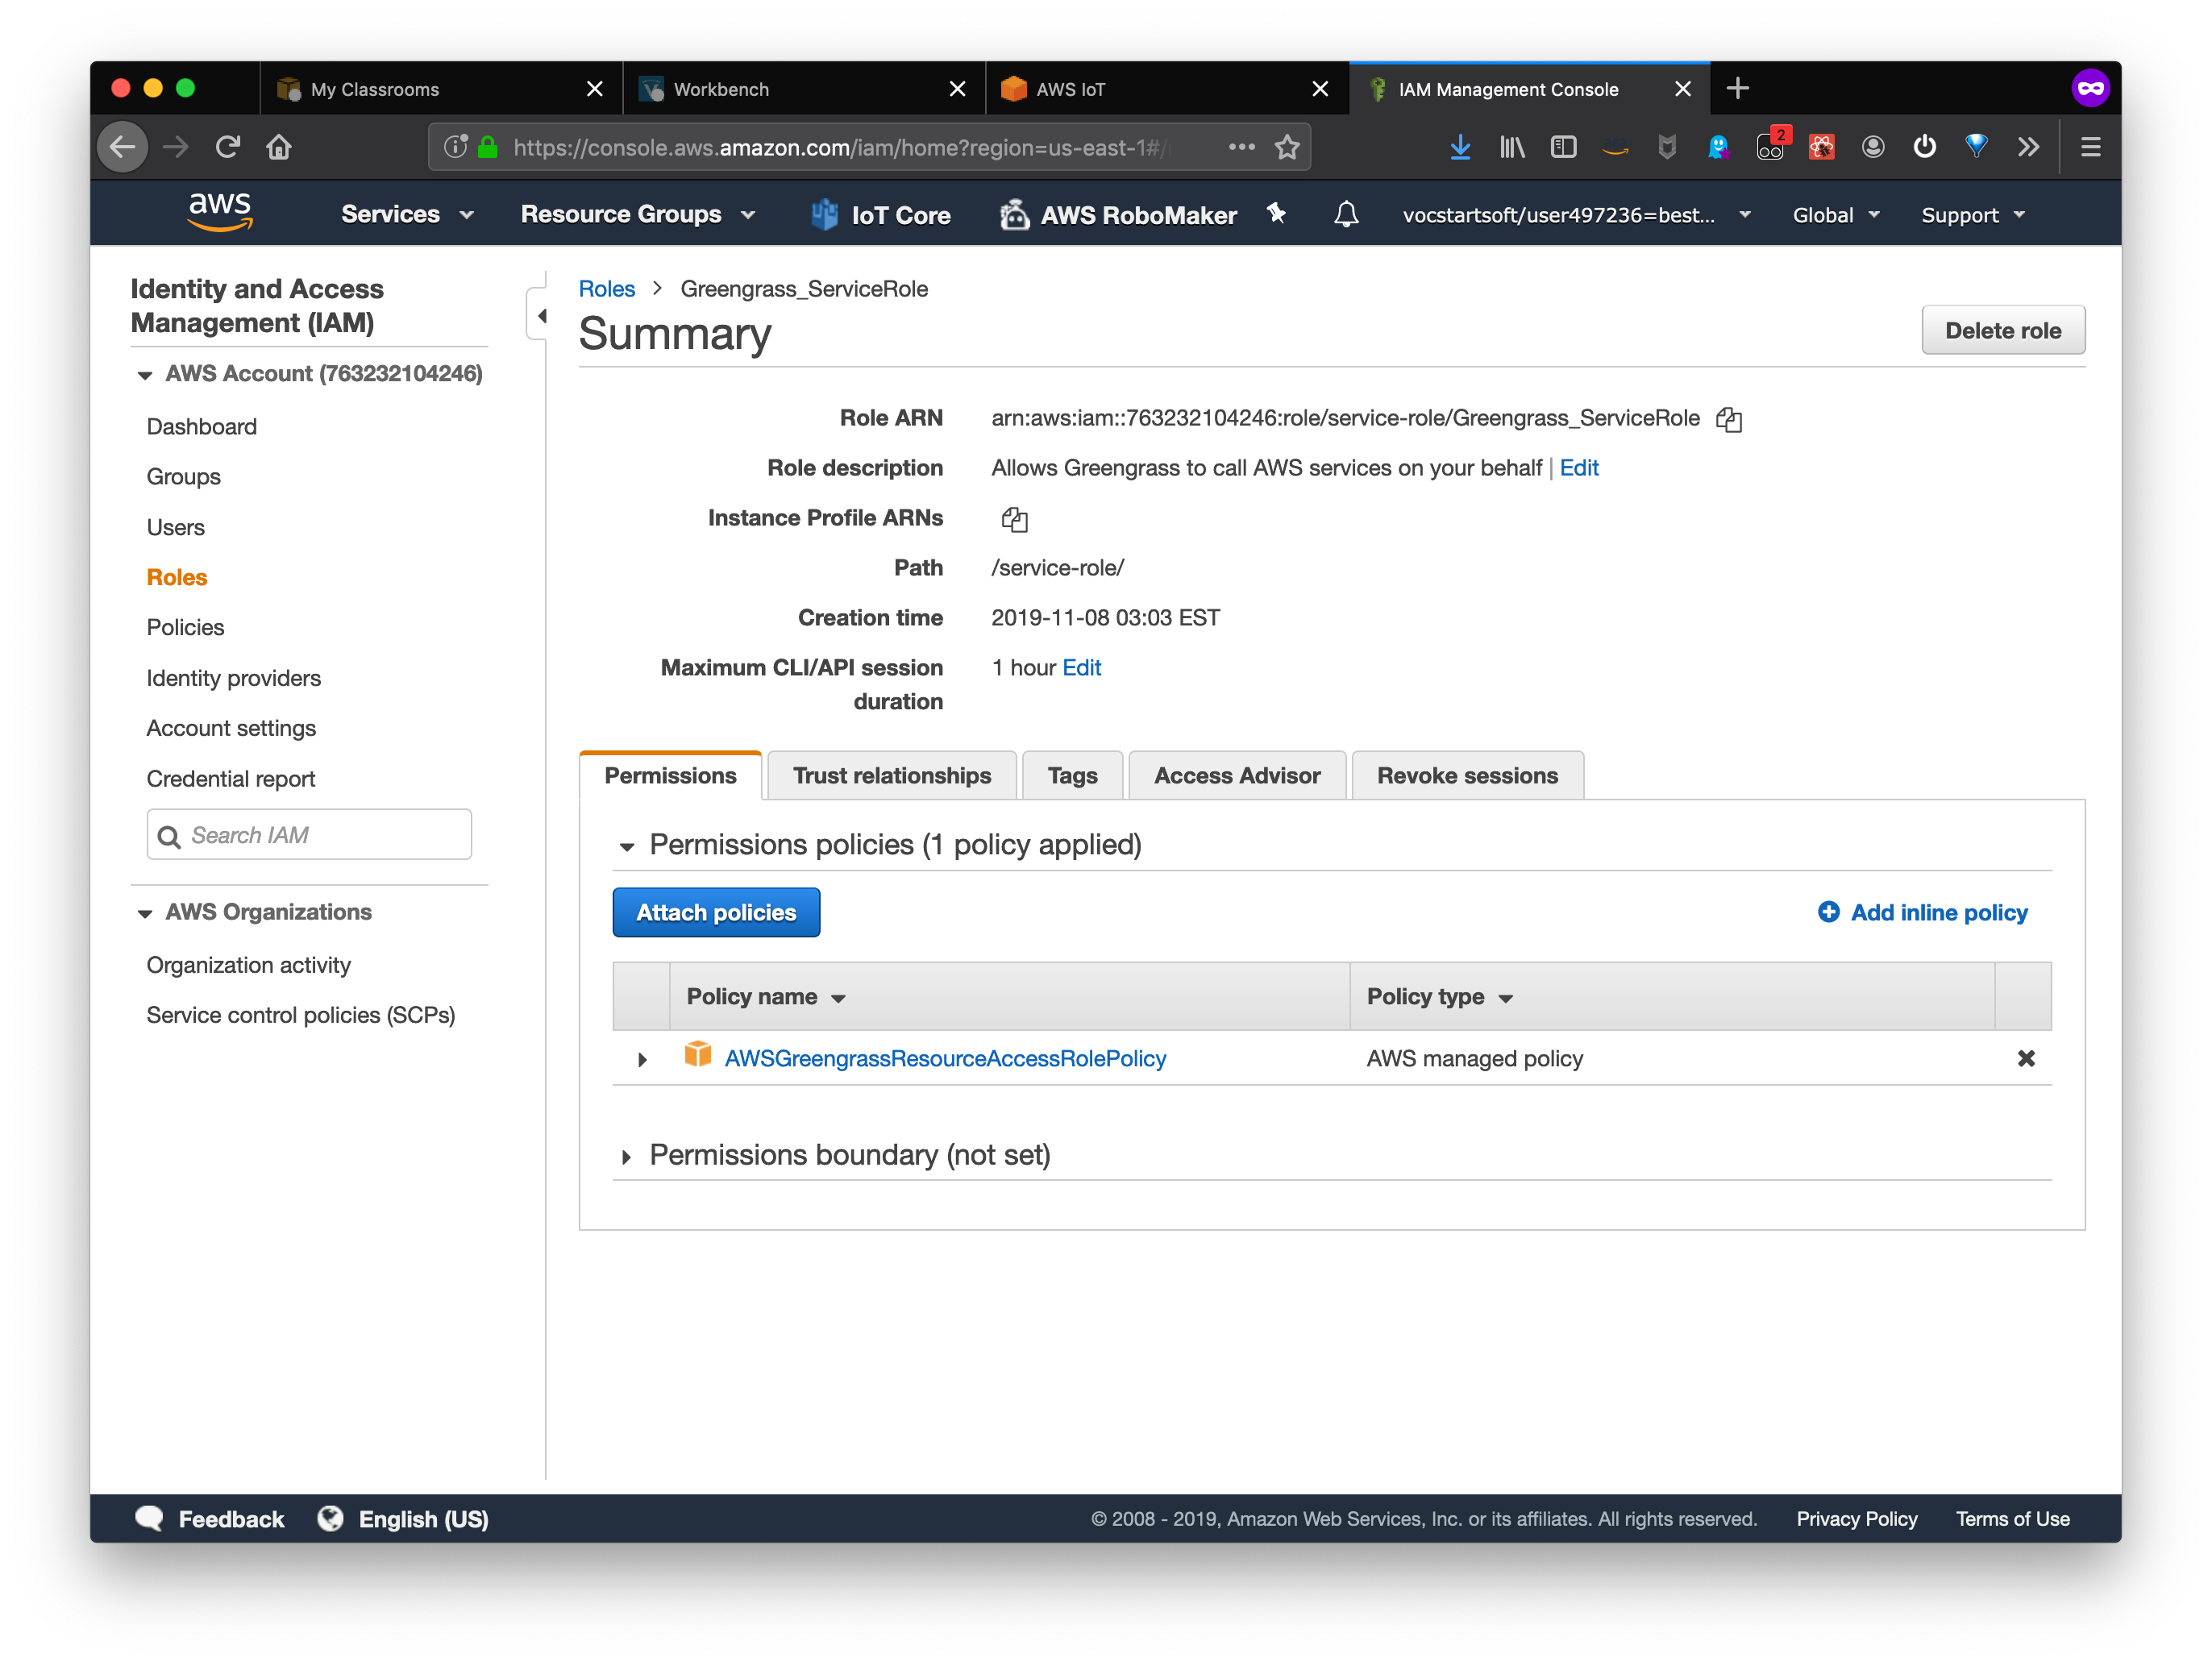 My Classrooms
Workbench
AWS IoT
IAM Management Console
https://console.aws.amazon.com/iam/home?region=us-east-1#/
2
aws
Services
Resource Groups
IoT Core
AWS RoboMaker
vocstartsoft/user497236=best...
Global
Support
Identity and Access
Management (IAM)
AWS Account (763232104246)
Dashboard
Groups
Users
Roles
Policies
Identity providers
Account settings
Credential report
Search IAM
AWS Organizations
Organization activity
Service control policies (SCPs)
Roles > Greengrass_ServiceRole
Summary
Delete role
Role ARN arn:aws:iam::763232104246:role/service-role/Greengrass_ServiceRole
Role description Allows Greengrass to call AWS services on your behalf | Edit
Instance Profile ARNs
Path /service-role/
Creation time 2019-11-08 03:03 EST
Maximum CLI/API session 1 hour Edit
duration
Permissions
Trust relationships
Tags
Access Advisor
Revoke sessions
Permissions policies (1 policy applied)
Attach policies
Add inline policy
Policy name
Policy type
AWSGreengrassResourceAccessRolePolicy
AWS managed policy
Permissions boundary (not set)
Feedback
English (US)
© 2008 - 2019, Amazon Web Services, Inc. or its affiliates. All rights reserved.
Privacy Policy
Terms of Use